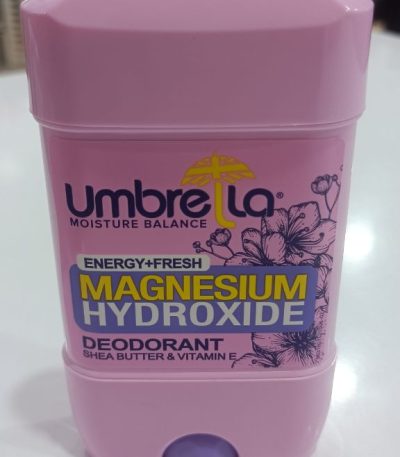 umbrella®
MOISTURE BALANCE
ENERGY+FRESH
MAGNESIUM
HYDROXIDE
DEODORANT
SHEA BUTTER & VITAMIN E